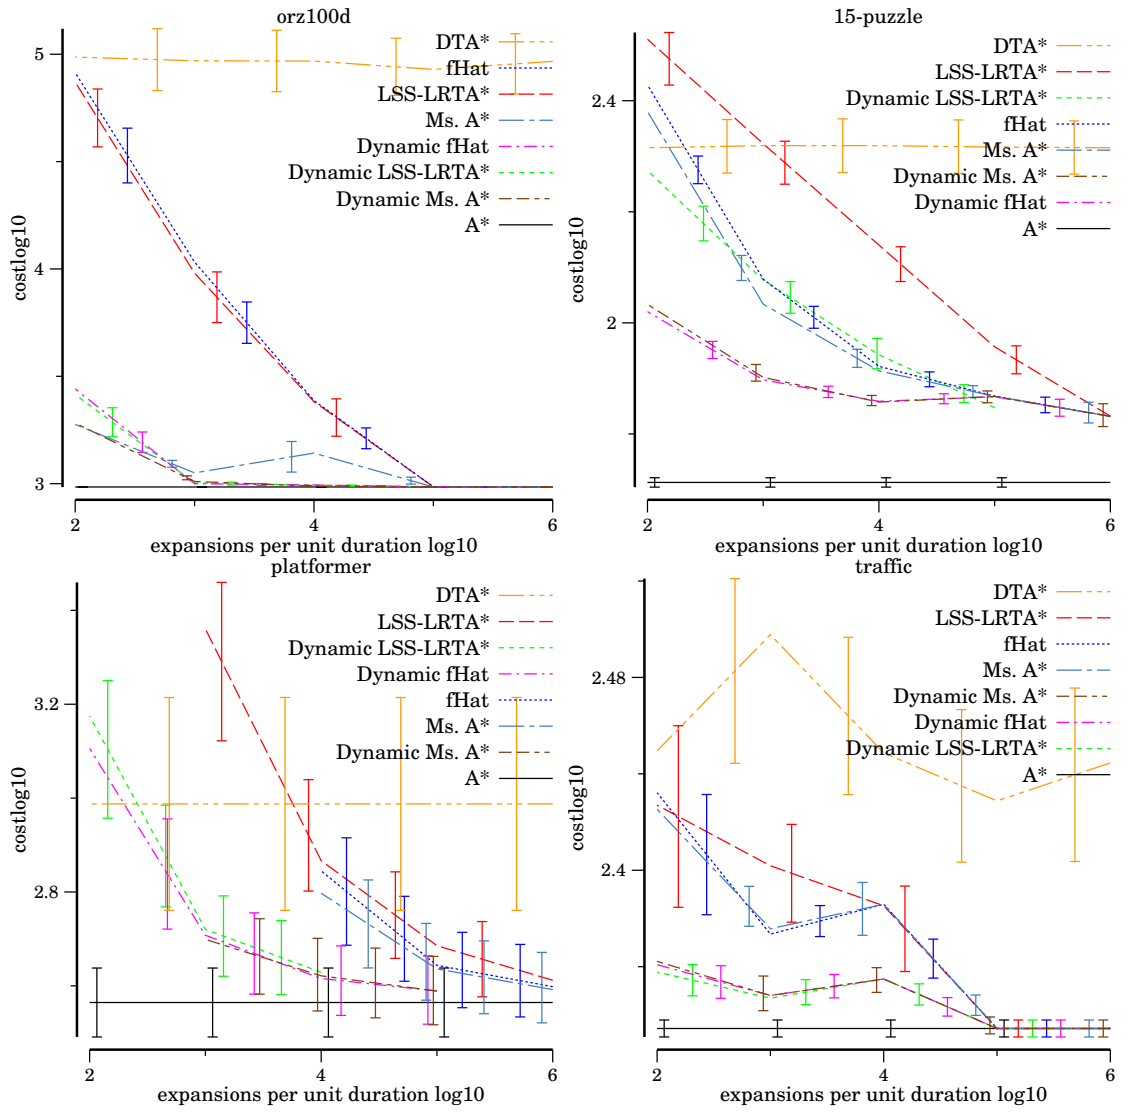 orz100d
DTA*
fHat
LSS-LRTA*
Ms. A*
Dynamic fHat
Dynamic LSS-LRTA*
Dynamic Ms. A*
A*
5
4
3
costlog10
2
4
6
expansions per unit duration log10
15-puzzle
DTA*
LSS-LRTA*
Dynamic LSS-LRTA*
fHat
Ms. A*
Dynamic Ms. A*
Dynamic fHat
A*
2.4
2
costlog10
2
4
6
expansions per unit duration log10
platformer
DTA*
LSS-LRTA*
Dynamic LSS-LRTA*
Dynamic fHat
fHat
Ms. A*
Dynamic Ms. A*
A*
3.2
2.8
costlog10
2
4
6
expansions per unit duration log10
traffic
DTA*
LSS-LRTA*
fHat
Ms. A*
Dynamic Ms. A*
Dynamic fHat
Dynamic LSS-LRTA*
A*
2.48
2.4
costlog10
2
4
6
expansions per unit duration log10